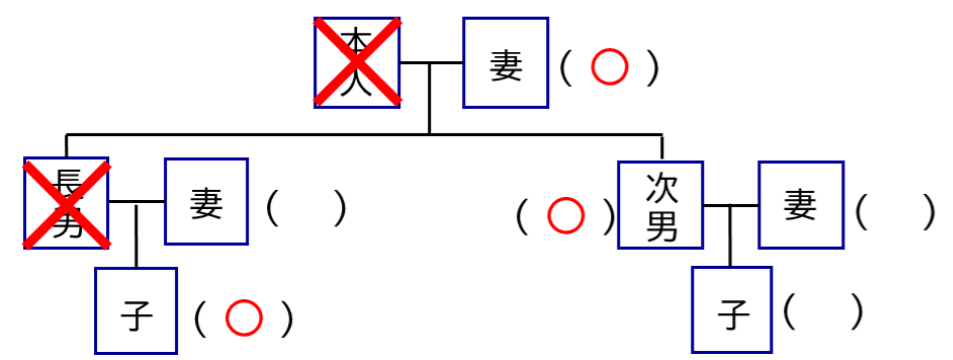 本人
妻 (○)
長男
妻 ( )
(○) 次男
妻 ( )
子 (○)
子 ( )